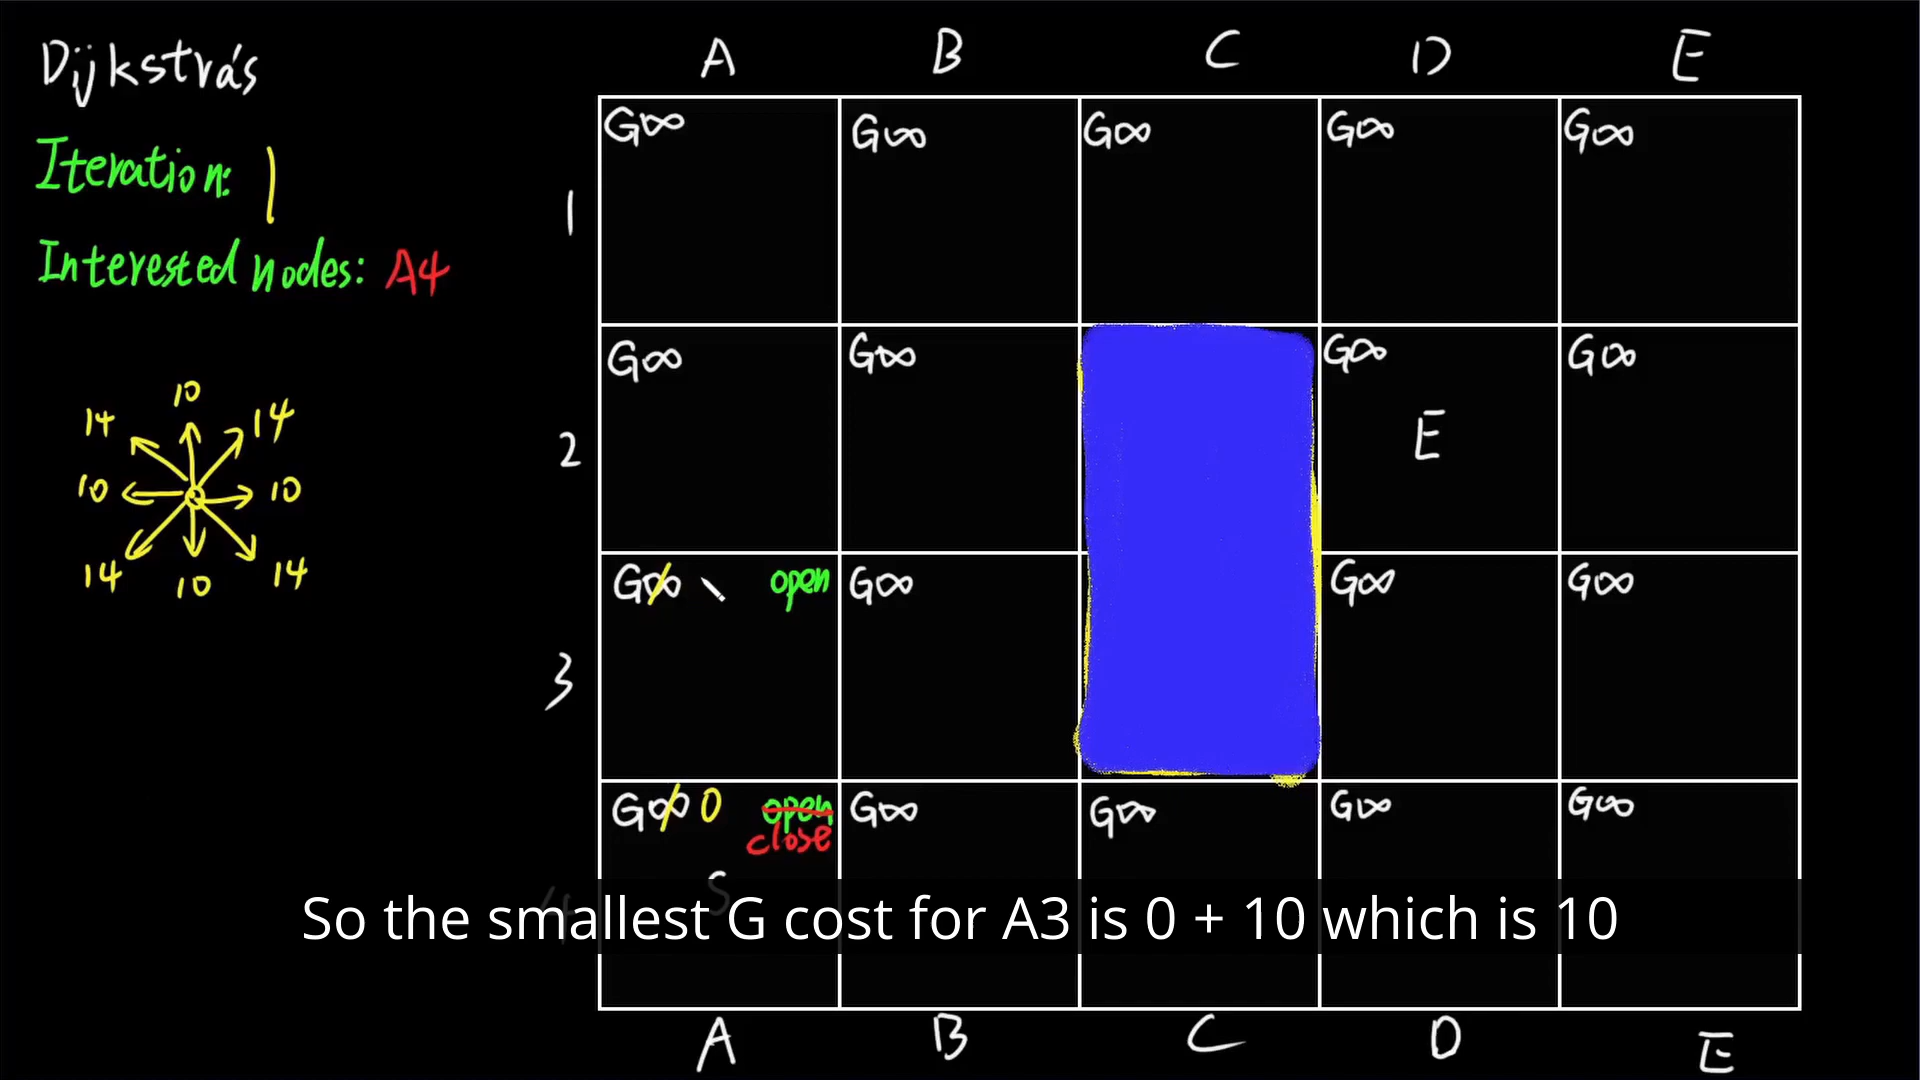 Dijkstra's
Iteration: 1
Interested nodes: A4
10
14 14
10 10
14 10 14
A B C D E
1
G∞ G∞ G∞ G∞ G∞
2
G∞ G∞ G∞ G∞
E
3
G∞ open G∞ G∞ G∞
G∞ 0 open G∞ G∞ G∞ G∞
close
S
So the smallest G cost for A3 is 0 + 10 which is 10
A B C D E